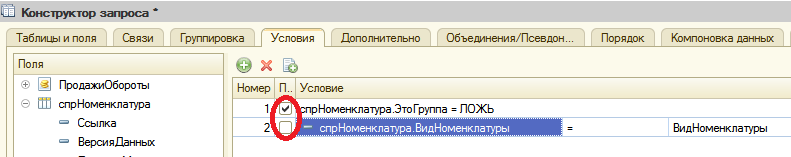 Конструктор запроса *
Таблицы и поля Связи Группировка Условия Дополнительно Объединения/Псевдон... Порядок Компоновка данных
Поля
ПродажиОбороты
спрНоменклатура
Ссылка
ВерсияДанных
Номер П.. Условие
1 спрНоменклатура.ЭтоГруппа = ЛОЖЬ
2 спрНоменклатура.ВидНоменклатуры = ВидНоменклатуры